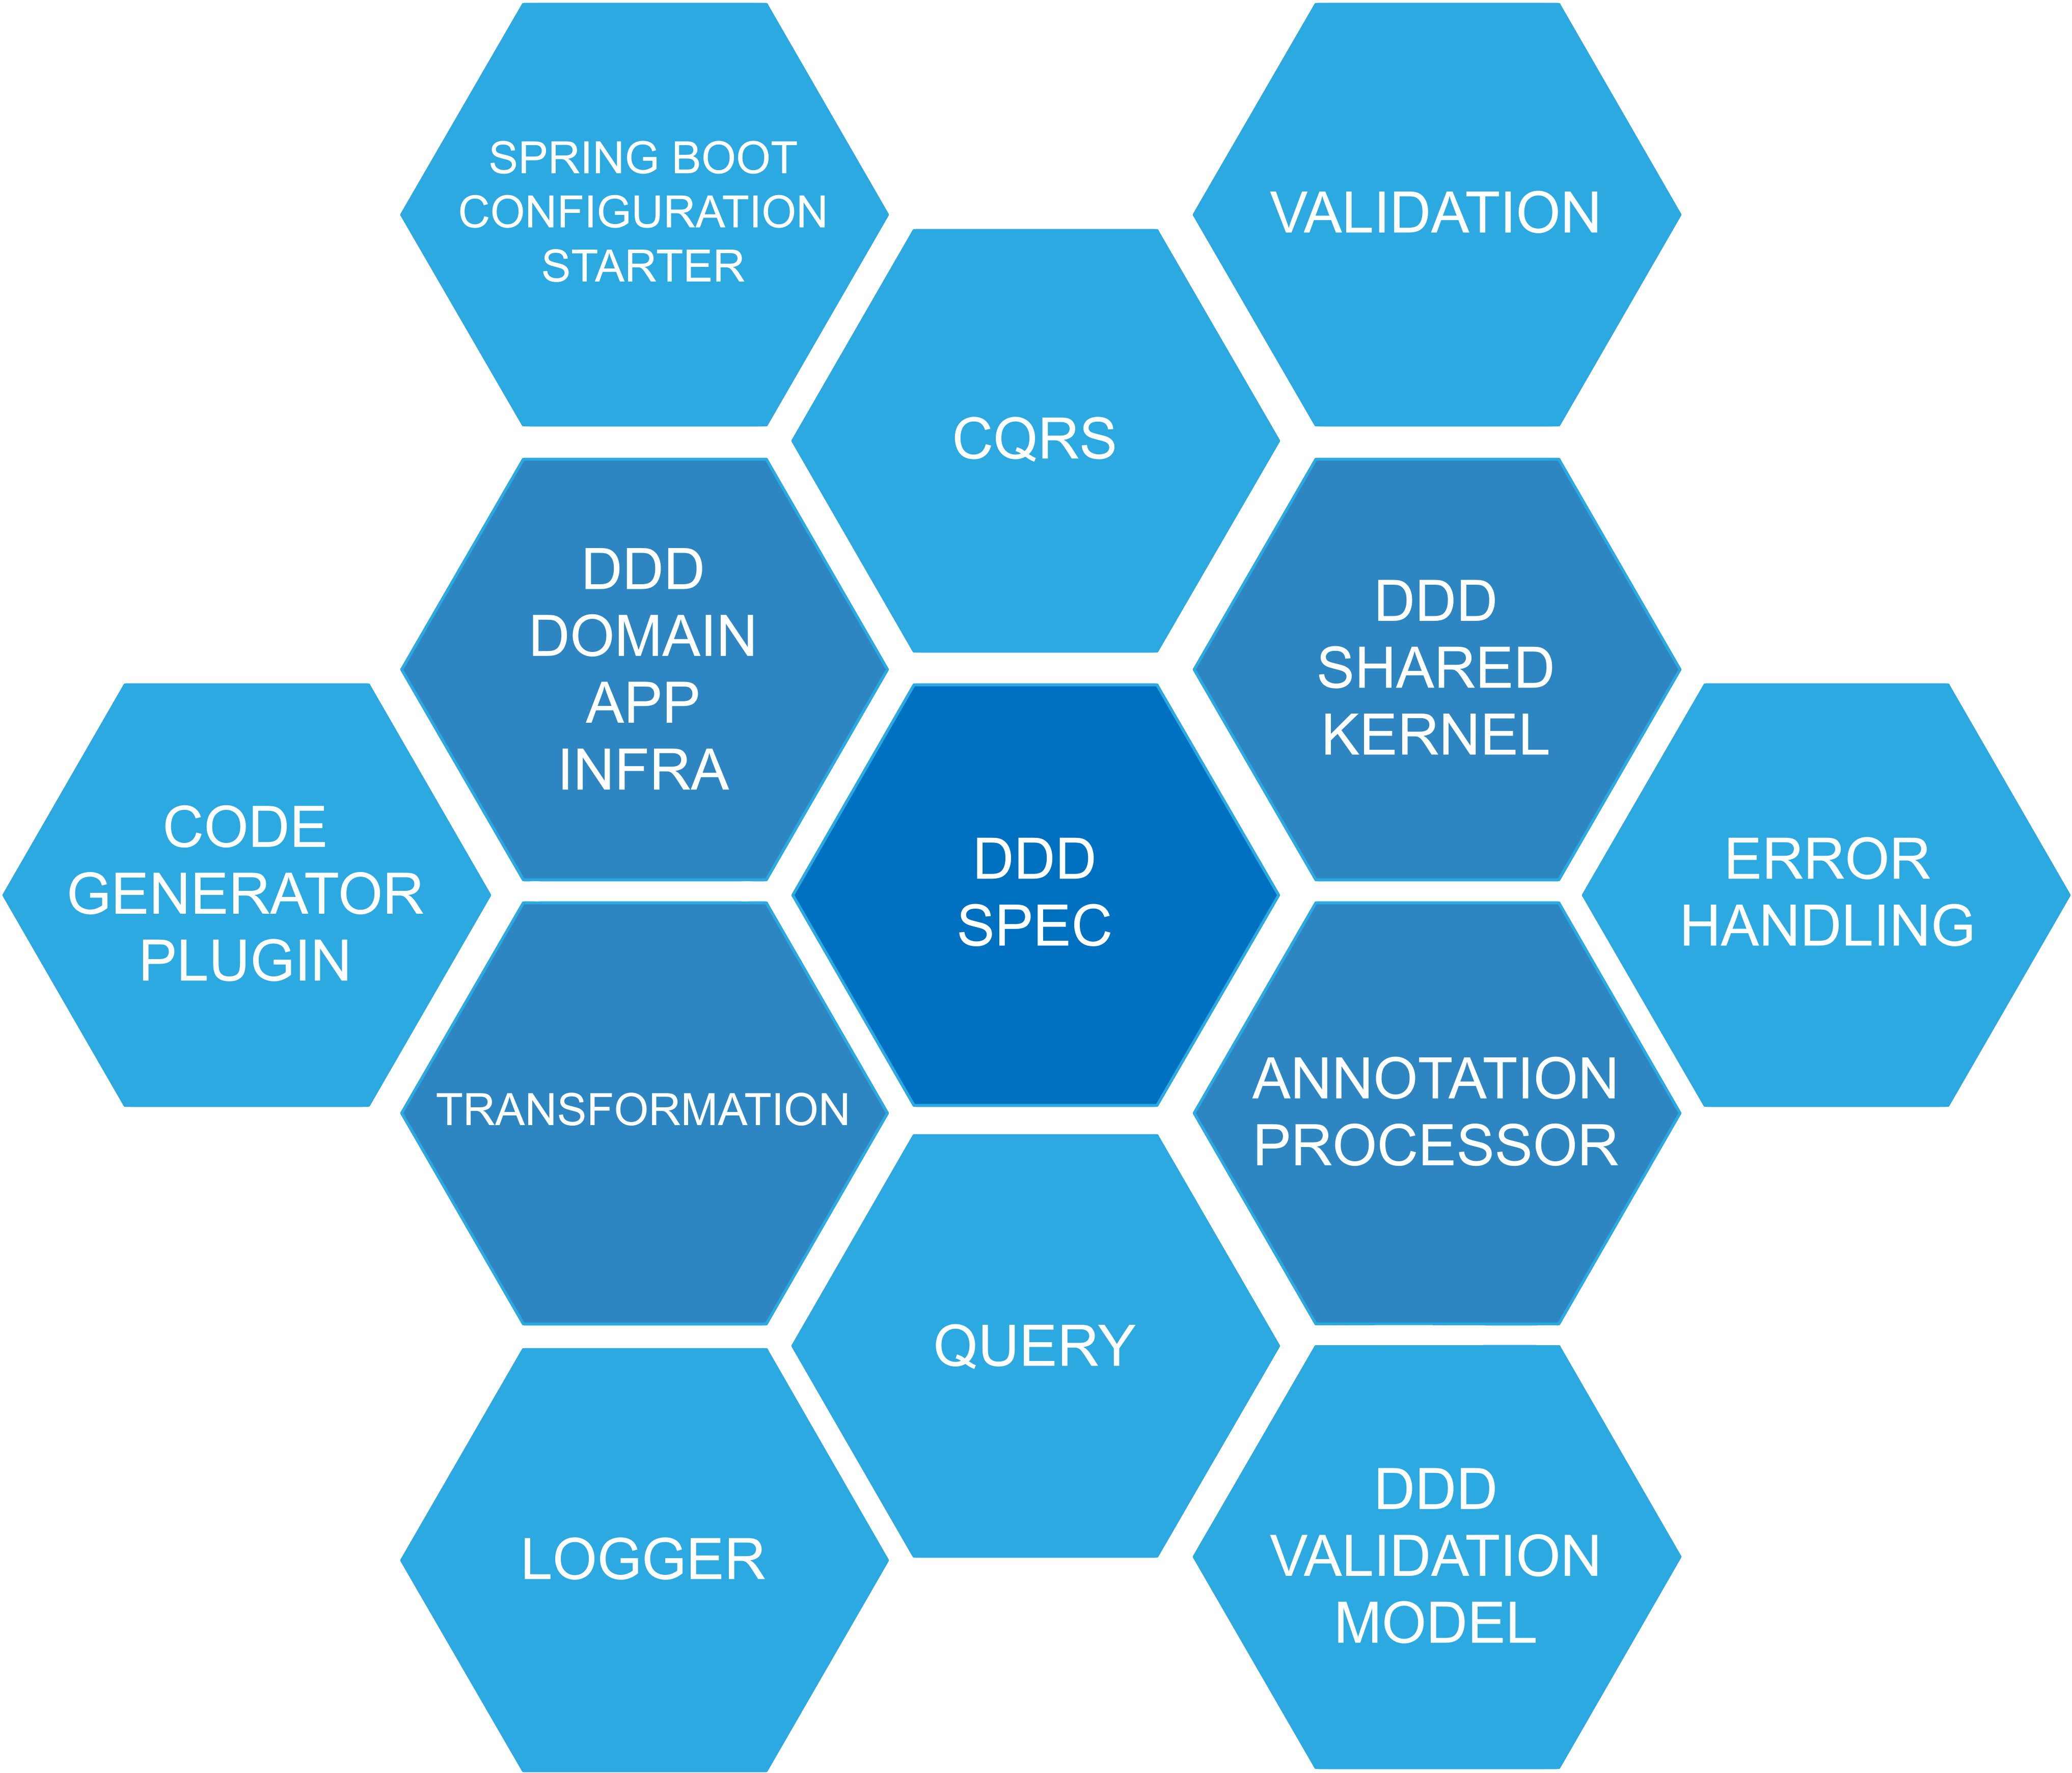 SPRING BOOT
CONFIGURATION
STARTER
VALIDATION
CQRS
DDD
DOMAIN
APP
INFRA
DDD
SHARED
KERNEL
CODE
GENERATOR
PLUGIN
DDD
SPEC
ERROR
HANDLING
TRANSFORMATION
ANNOTATION
PROCESSOR
QUERY
LOGGER
DDD
VALIDATION
MODEL